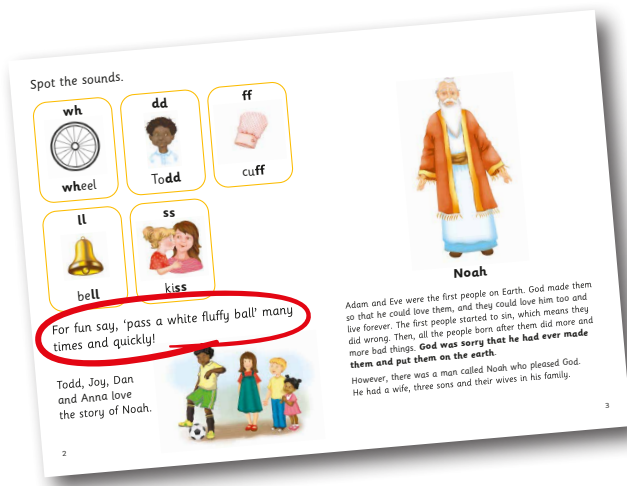 Spot the sounds.
wh
wheel
dd
Todd
ff
cuff
ll
bell
ss
kiss
For fun say, ‘pass a white fluffy ball’ many
times and quickly!
Todd, Joy, Dan
and Anna love
the story of Noah.
2
Noah
Adam and Eve were the first people on Earth. God made them
so that he could love them, and they could love him too and
live forever. The first people started to sin, which means they
did wrong. Then, all the people born after them did more and
more bad things. God was sorry that he had ever made
them and put them on the earth.
However, there was a man called Noah who pleased God.
He had a wife, three sons and their wives in his family.
3